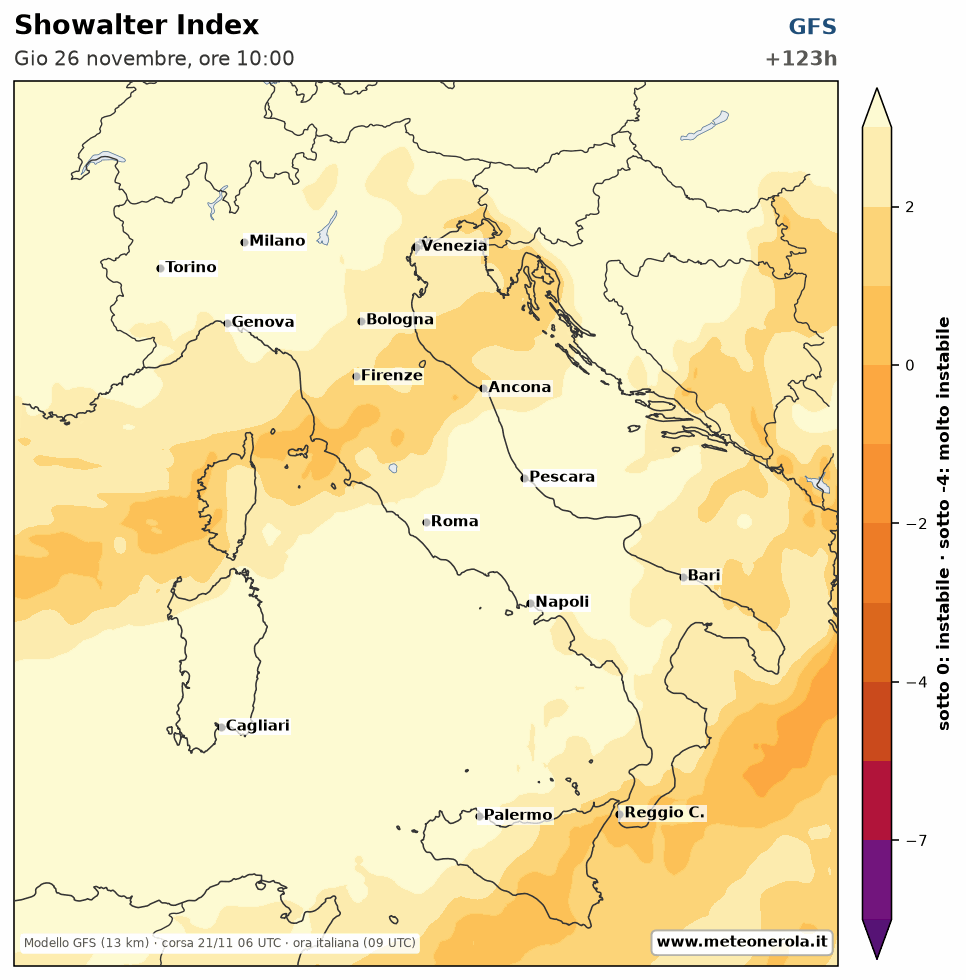 Showalter Index
GFS
Gio 26 novembre, ore 10:00
+123h
Milano
Venezia
Torino
Genova
Bologna
Firenze
Ancona
Pescara
Roma
Bari
Napoli
Cagliari
Palermo
Reggio C.
2
0
−2
−4
−7
sotto 0: instabile · sotto -4: molto instabile
Modello GFS (13 km) · corsa 21/11 06 UTC · ora italiana (09 UTC)
www.meteonerola.it